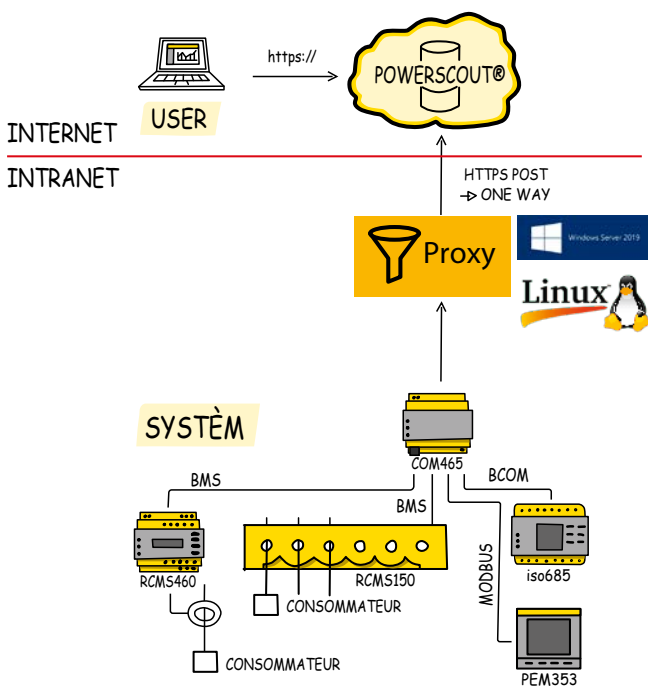 https://
POWERSCOUT®
USER
INTERNET
INTRANET
HTTPS POST
→ ONE WAY
Proxy
Windows Server 2019
Linux
SYSTÈM
COM465
BMS
BMS
BCOM
MODBUS
RCMS460
RCMS150
iso685
CONSOMMATEUR
CONSOMMATEUR
PEM353